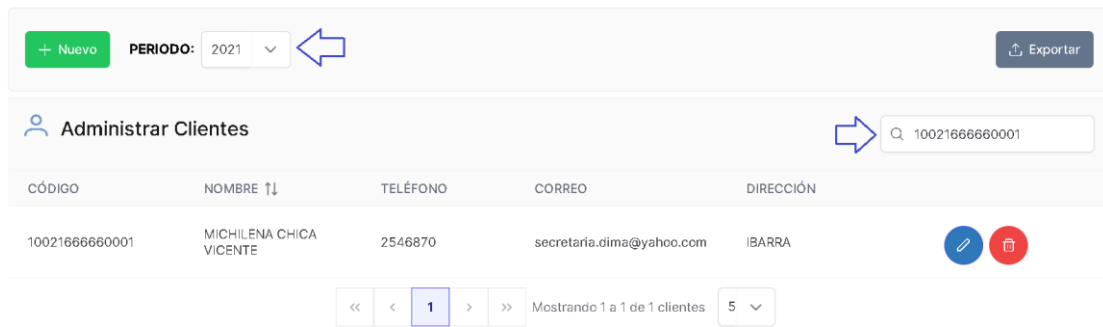 + Nuevo PERIODO: 2021 Exportar
Administrar Clientes 10021666660001
CÓDIGO NOMBRE TELÉFONO CORREO DIRECCIÓN
10021666660001 MICHILENA CHICA VICENTE 2546870 secretaria.dima@yahoo.com IBARRA
<< < 1 > >> Mostrando 1 a 1 de 1 clientes 5